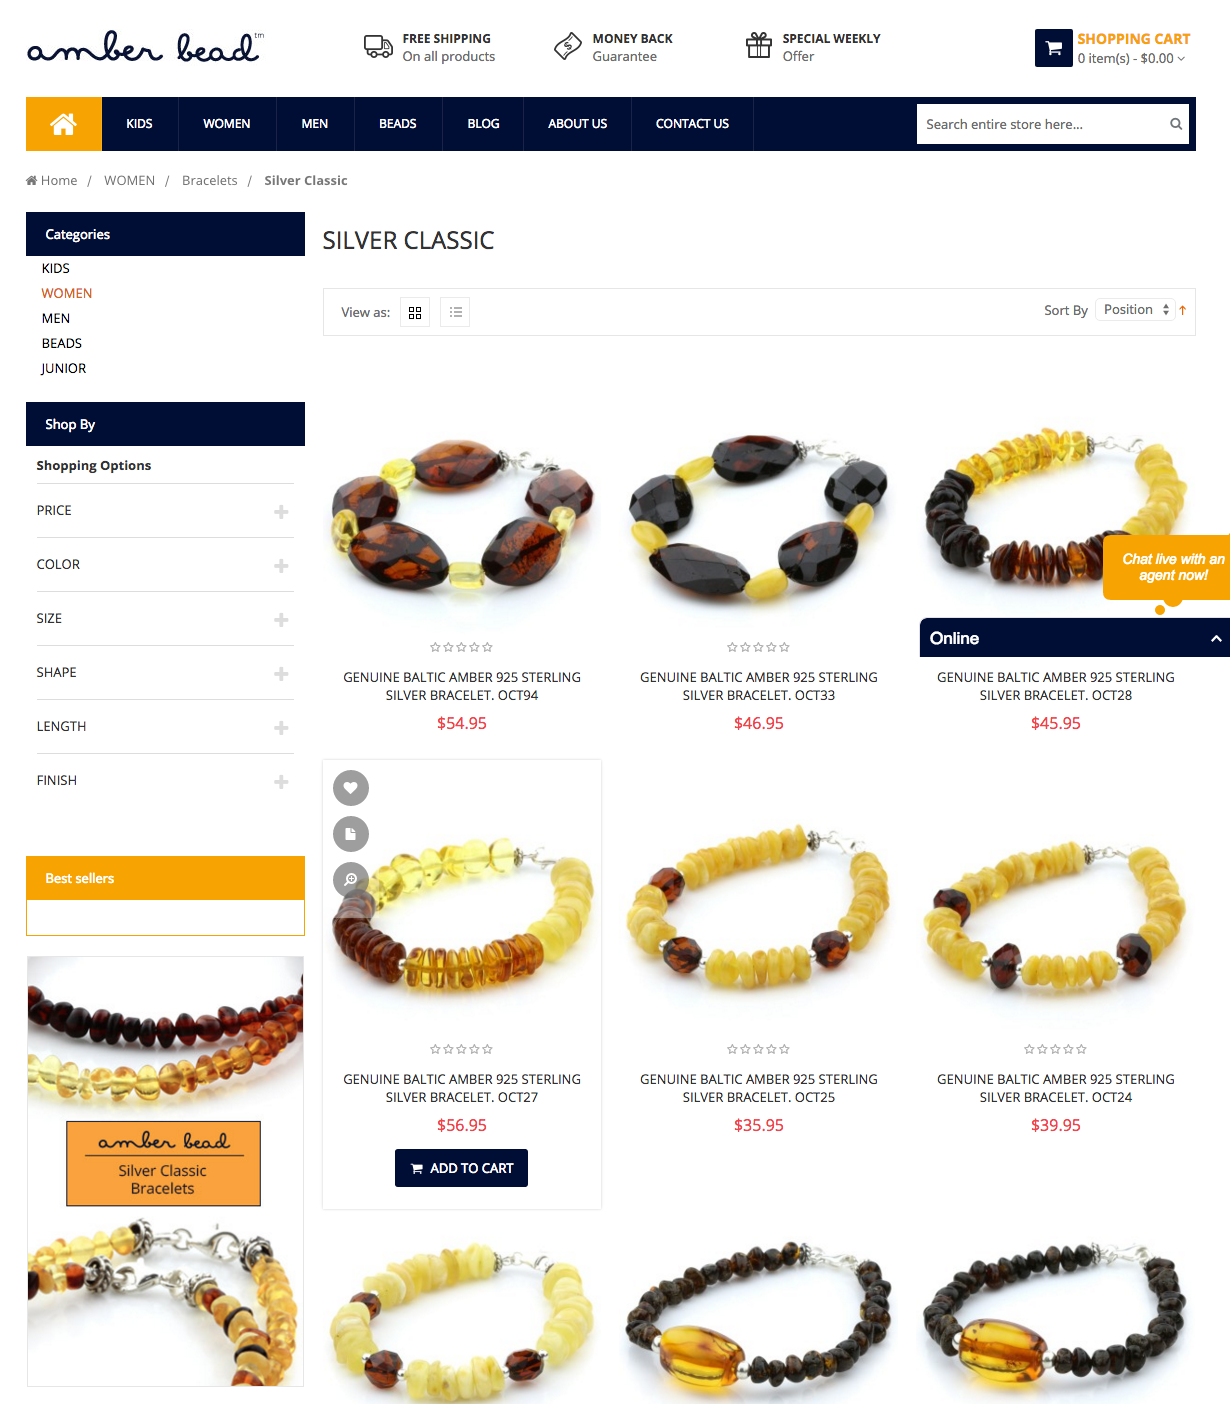 amber bead™
FREE SHIPPING
On all products
MONEY BACK
Guarantee
SPECIAL WEEKLY
Offer
SHOPPING CART
0 item(s) - $0.00
KIDS
WOMEN
MEN
BEADS
BLOG
ABOUT US
CONTACT US
Search entire store here...
Home / WOMEN / Bracelets / Silver Classic
Categories
KIDS
WOMEN
MEN
BEADS
JUNIOR
Shop By
Shopping Options
PRICE
COLOR
SIZE
SHAPE
LENGTH
FINISH
Best sellers
amber bead
Silver Classic
Bracelets
SILVER CLASSIC
View as:
Sort By Position
GENUINE BALTIC AMBER 925 STERLING
SILVER BRACELET. OCT94
$54.95
GENUINE BALTIC AMBER 925 STERLING
SILVER BRACELET. OCT33
$46.95
Chat live with an
agent now!
Online
GENUINE BALTIC AMBER 925 STERLING
SILVER BRACELET. OCT28
$45.95
GENUINE BALTIC AMBER 925 STERLING
SILVER BRACELET. OCT27
$56.95
ADD TO CART
GENUINE BALTIC AMBER 925 STERLING
SILVER BRACELET. OCT25
$35.95
GENUINE BALTIC AMBER 925 STERLING
SILVER BRACELET. OCT24
$39.95